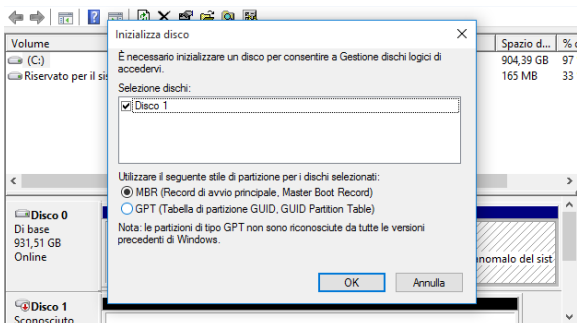 Inizializza disco
È necessario inizializzare un disco per consentire a Gestione dischi logici di
accedervi.
Selezione dischi:
Disco 1
Utilizzare il seguente stile di partizione per i dischi selezionati:
MBR (Record di avvio principale, Master Boot Record)
GPT (Tabella di partizione GUID, GUID Partition Table)
Nota: le partizioni di tipo GPT non sono riconosciute da tutte le versioni
precedenti di Windows.
OK Annulla
Volume Spazio d... %
(C:) 904,39 GB 97
Riservato per il 165 MB 33
Disco 0
Di base
931,51 GB
Online
anomalo del sist
Disco 1
Sconosciuto